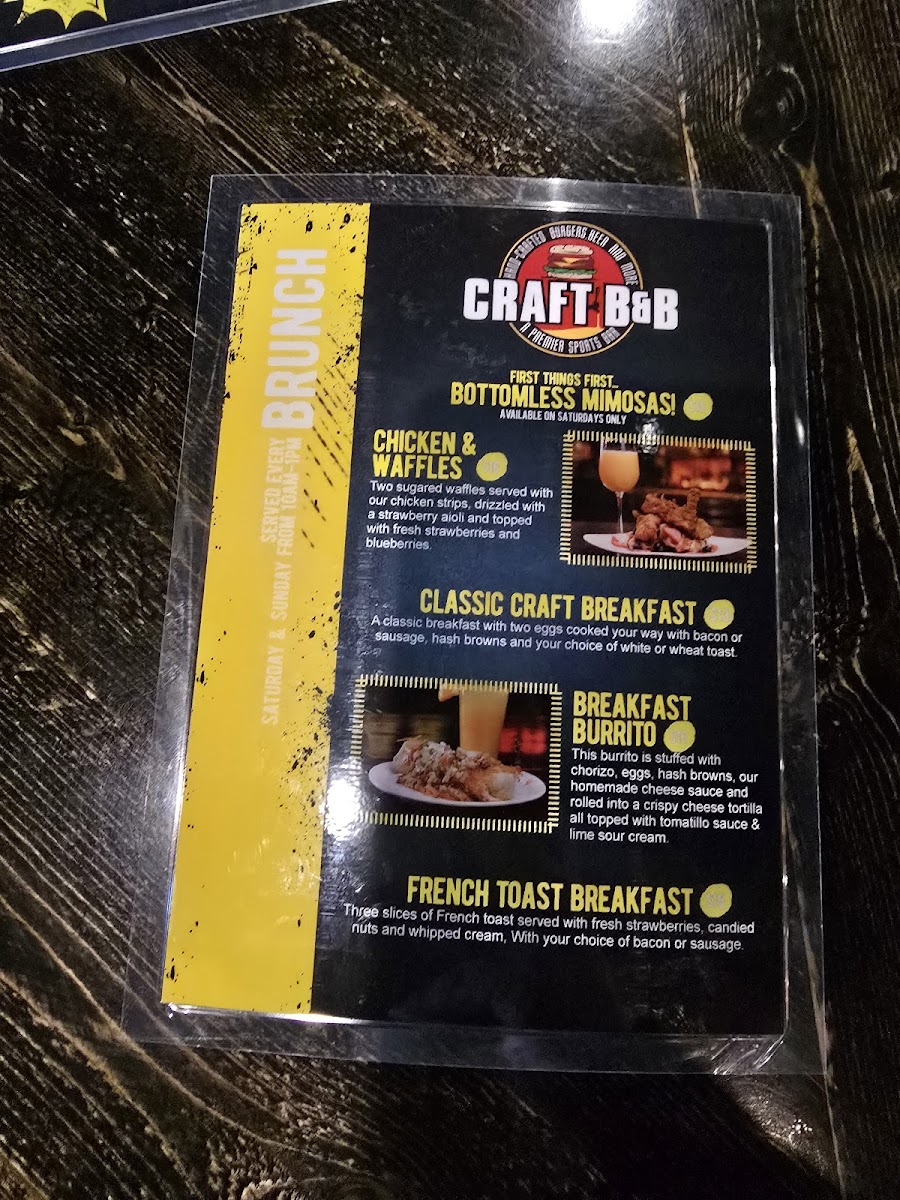 HAND-CRAFTED BURGERS, BEER AND MORE
CRAFT B&B
A PREMIER SPORTS BAR
BRUNCH
SERVED EVERY
SATURDAY & SUNDAY FROM 10AM-1PM
FIRST THINGS FIRST...
BOTTOMLESS MIMOSAS!
AVAILABLE ON SATURDAYS ONLY
CHICKEN &
WAFFLES
Two sugared waffles served with
our chicken strips, drizzled with
a strawberry aioli and topped
with fresh strawberries and
blueberries.
CLASSIC CRAFT BREAKFAST
A classic breakfast with two eggs cooked your way with bacon or
sausage, hash browns and your choice of white or wheat toast.
BREAKFAST
BURRITO
This burrito is stuffed with
chorizo, eggs, hash browns, our
homemade cheese sauce and
rolled into a crispy cheese tortilla
all topped with tomatillo sauce &
lime sour cream.
FRENCH TOAST BREAKFAST
Three slices of French toast served with fresh strawberries, candied
nuts and whipped cream, With your choice of bacon or sausage.